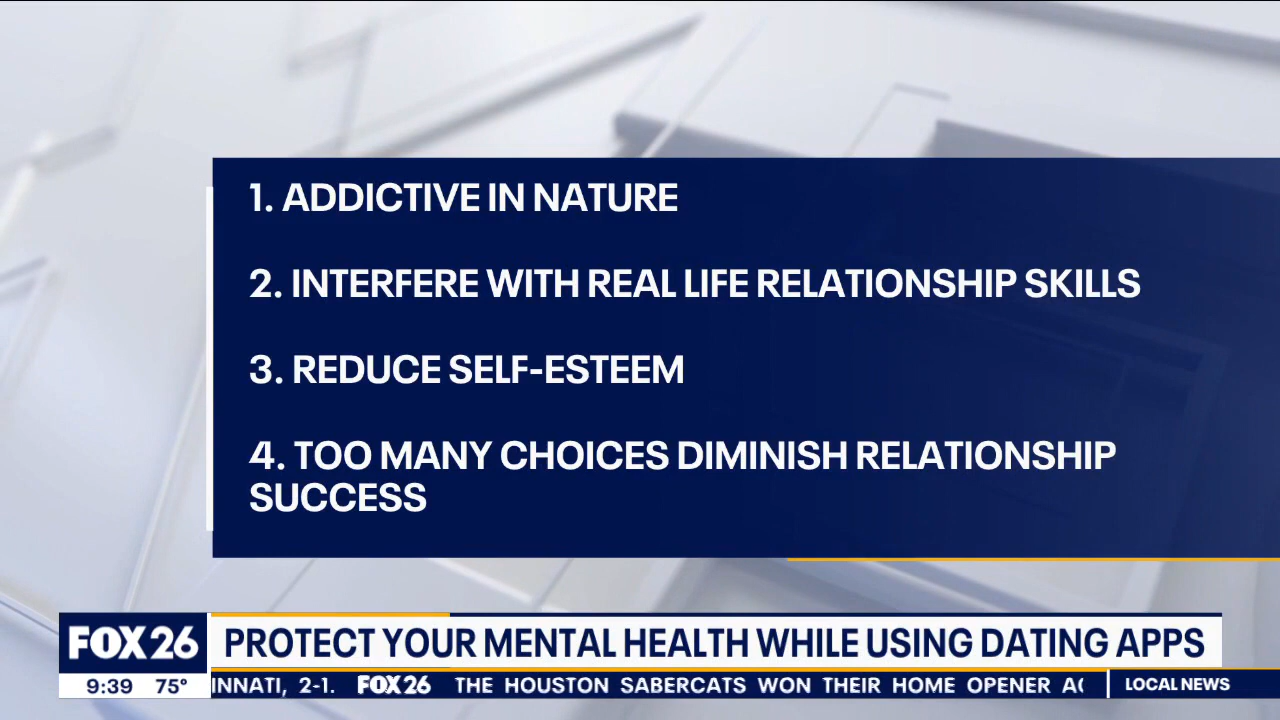 1. ADDICTIVE IN NATURE
2. INTERFERE WITH REAL LIFE RELATIONSHIP SKILLS
3. REDUCE SELF-ESTEEM
4. TOO MANY CHOICES DIMINISH RELATIONSHIP
SUCCESS
FOX 26
PROTECT YOUR MENTAL HEALTH WHILE USING DATING APPS
9:39 75° INNATI, 2-1. FOX 26 THE HOUSTON SABERCATS WON THEIR HOME OPENER LOCAL NEWS